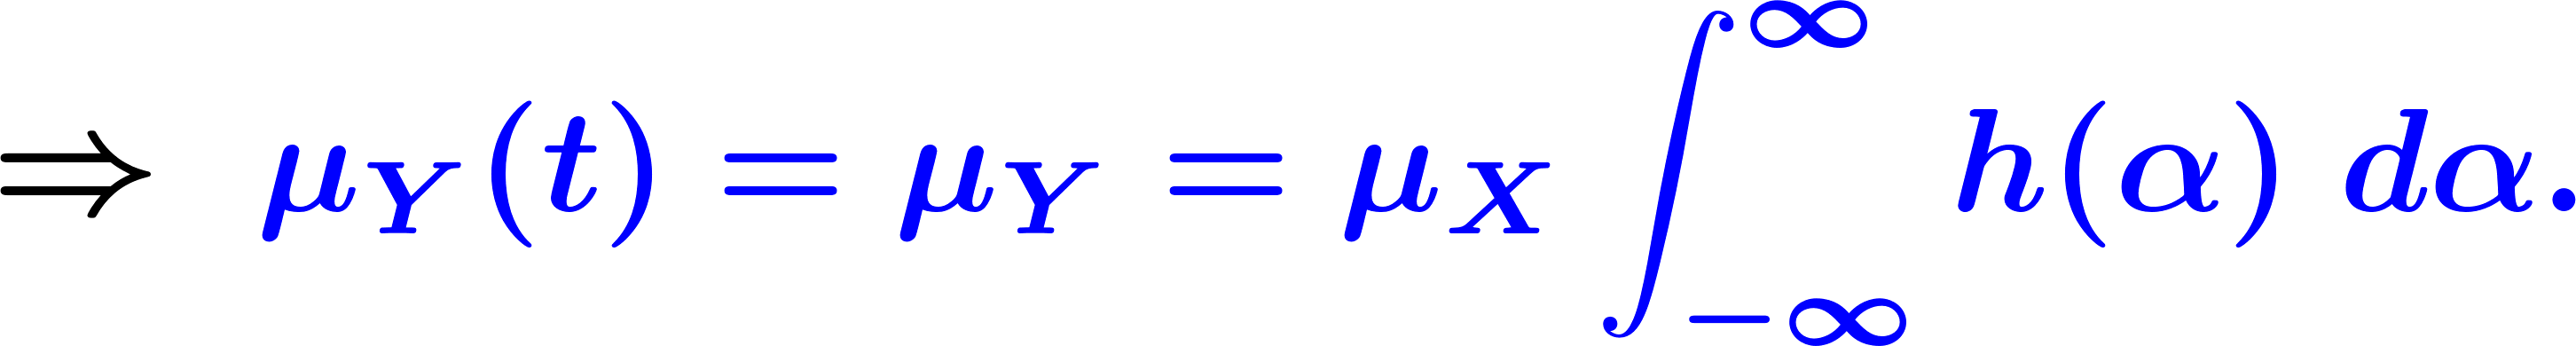 ⇒ μ_Y(t) = μ_Y = μ_X ∫_{-∞}^{∞} h(α) dα.